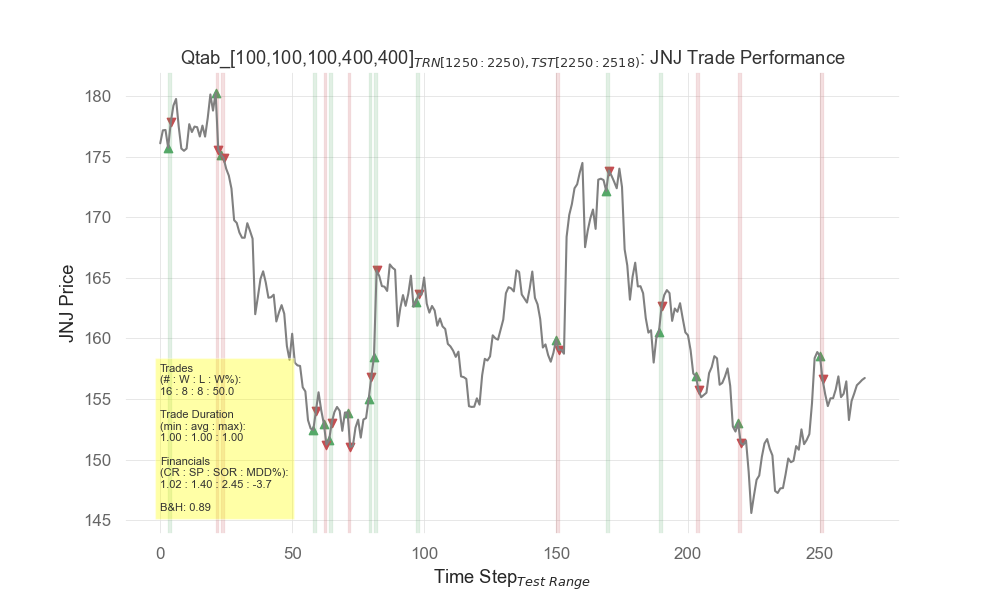 Qtab_[100,100,100,400,400]TRN[1250:2250),TST[2250:2518): JNJ Trade Performance
180
175
170
165
160
155
150
145
JNJ Price
Trades
(# : W : L : W%):
16 : 8 : 8 : 50.0
Trade Duration
(min : avg : max):
1.00 : 1.00 : 1.00
Financials
(CR : SP : SOR : MDD%):
1.02 : 1.40 : 2.45 : -3.7
B&H: 0.89
0 50 100 150 200 250
Time StepTest Range